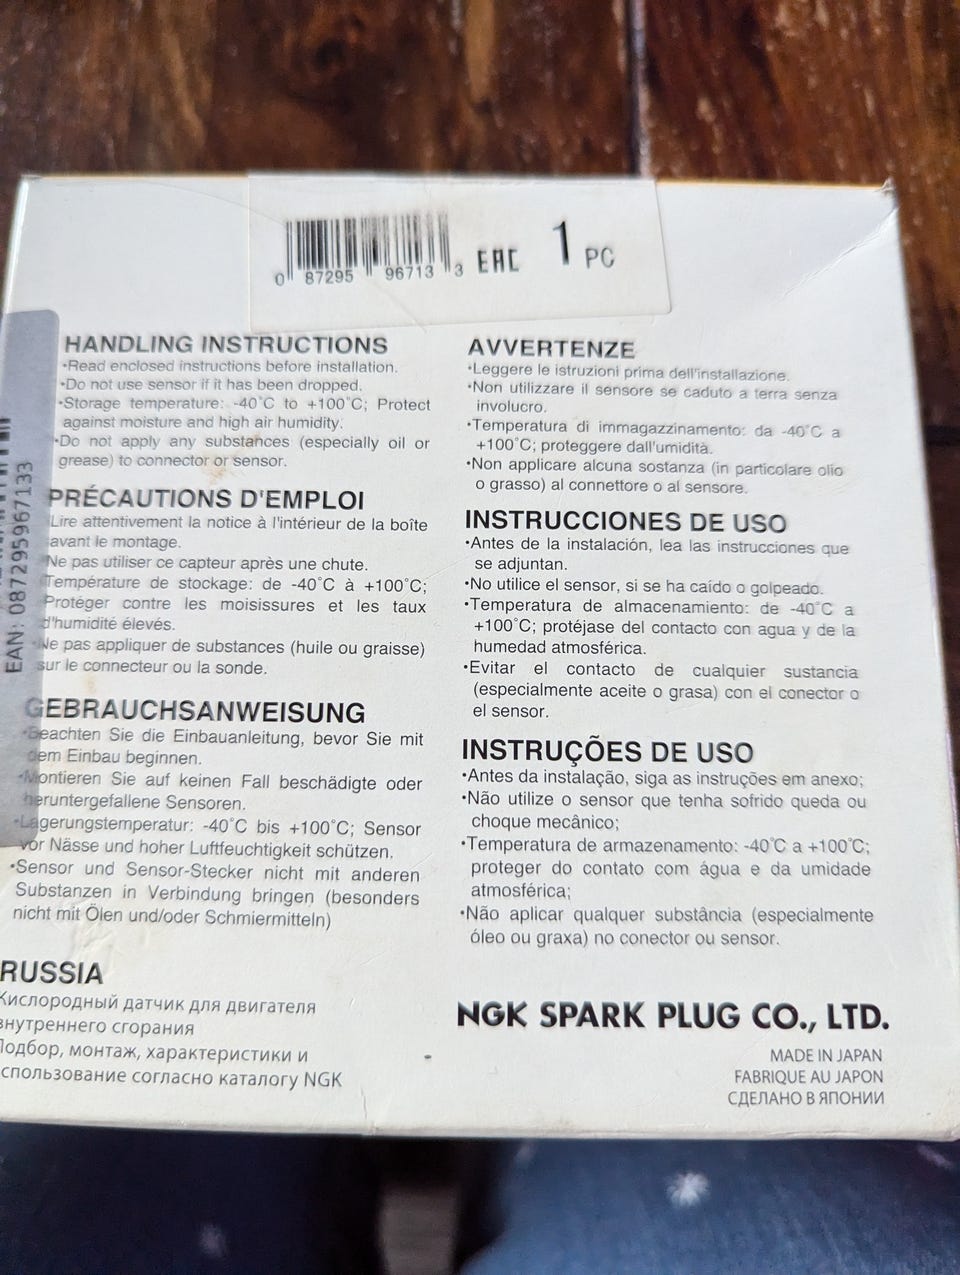 0 87295 96713 3
EAC 1 PC
EAN: 087295967133
HANDLING INSTRUCTIONS
•Read enclosed instructions before installation.
•Do not use sensor if it has been dropped.
•Storage temperature: -40°C to +100°C; Protect
against moisture and high air humidity.
•Do not apply any substances (especially oil or
grease) to connector or sensor.
PRÉCAUTIONS D'EMPLOI
Lire attentivement la notice à l'intérieur de la boîte
avant le montage.
Ne pas utiliser ce capteur après une chute.
Température de stockage: de -40°C à +100°C;
Protéger contre les moisissures et les taux
d'humidité élevés.
•Ne pas appliquer de substances (huile ou graisse)
sur le connecteur ou la sonde.
GEBRAUCHSANWEISUNG
•Beachten Sie die Einbauanleitung, bevor Sie mit
dem Einbau beginnen.
•Montieren Sie auf keinen Fall beschädigte oder
heruntergefallene Sensoren.
•Lagerungstemperatur: -40°C bis +100°C; Sensor
vor Nässe und hoher Luftfeuchtigkeit schützen.
•Sensor und Sensor-Stecker nicht mit anderen
Substanzen in Verbindung bringen (besonders
nicht mit Ölen und/oder Schmiermitteln)
RUSSIA
Кислородный датчик для двигателя
внутреннего сгорания
Подбор, монтаж, характеристики и
использование согласно каталогу NGK
AVVERTENZE
•Leggere le istruzioni prima dell'installazione.
•Non utilizzare il sensore se caduto a terra senza
involucro.
•Temperatura di immagazzinamento: da -40°C a
+100°C; proteggere dall'umidità.
•Non applicare alcuna sostanza (in particolare olio
o grasso) al connettore o al sensore.
INSTRUCCIONES DE USO
•Antes de la instalación, lea las instrucciones que
se adjuntan.
•No utilice el sensor, si se ha caído o golpeado.
•Temperatura de almacenamiento: de -40°C a
+100°C; protéjase del contacto con agua y de la
humedad atmosférica.
•Evitar el contacto de cualquier sustancia
(especialmente aceite o grasa) con el conector o
el sensor.
INSTRUÇÕES DE USO
•Antes da instalação, siga as instruções em anexo;
•Não utilize o sensor que tenha sofrido queda ou
choque mecânico;
•Temperatura de armazenamento: -40°C a +100°C;
proteger do contato com água e da umidade
atmosférica;
•Não aplicar qualquer substância (especialmente
óleo ou graxa) no conector ou sensor.
NGK SPARK PLUG CO., LTD.
MADE IN JAPAN
FABRIQUE AU JAPON
СДЕЛАНО В ЯПОНИИ